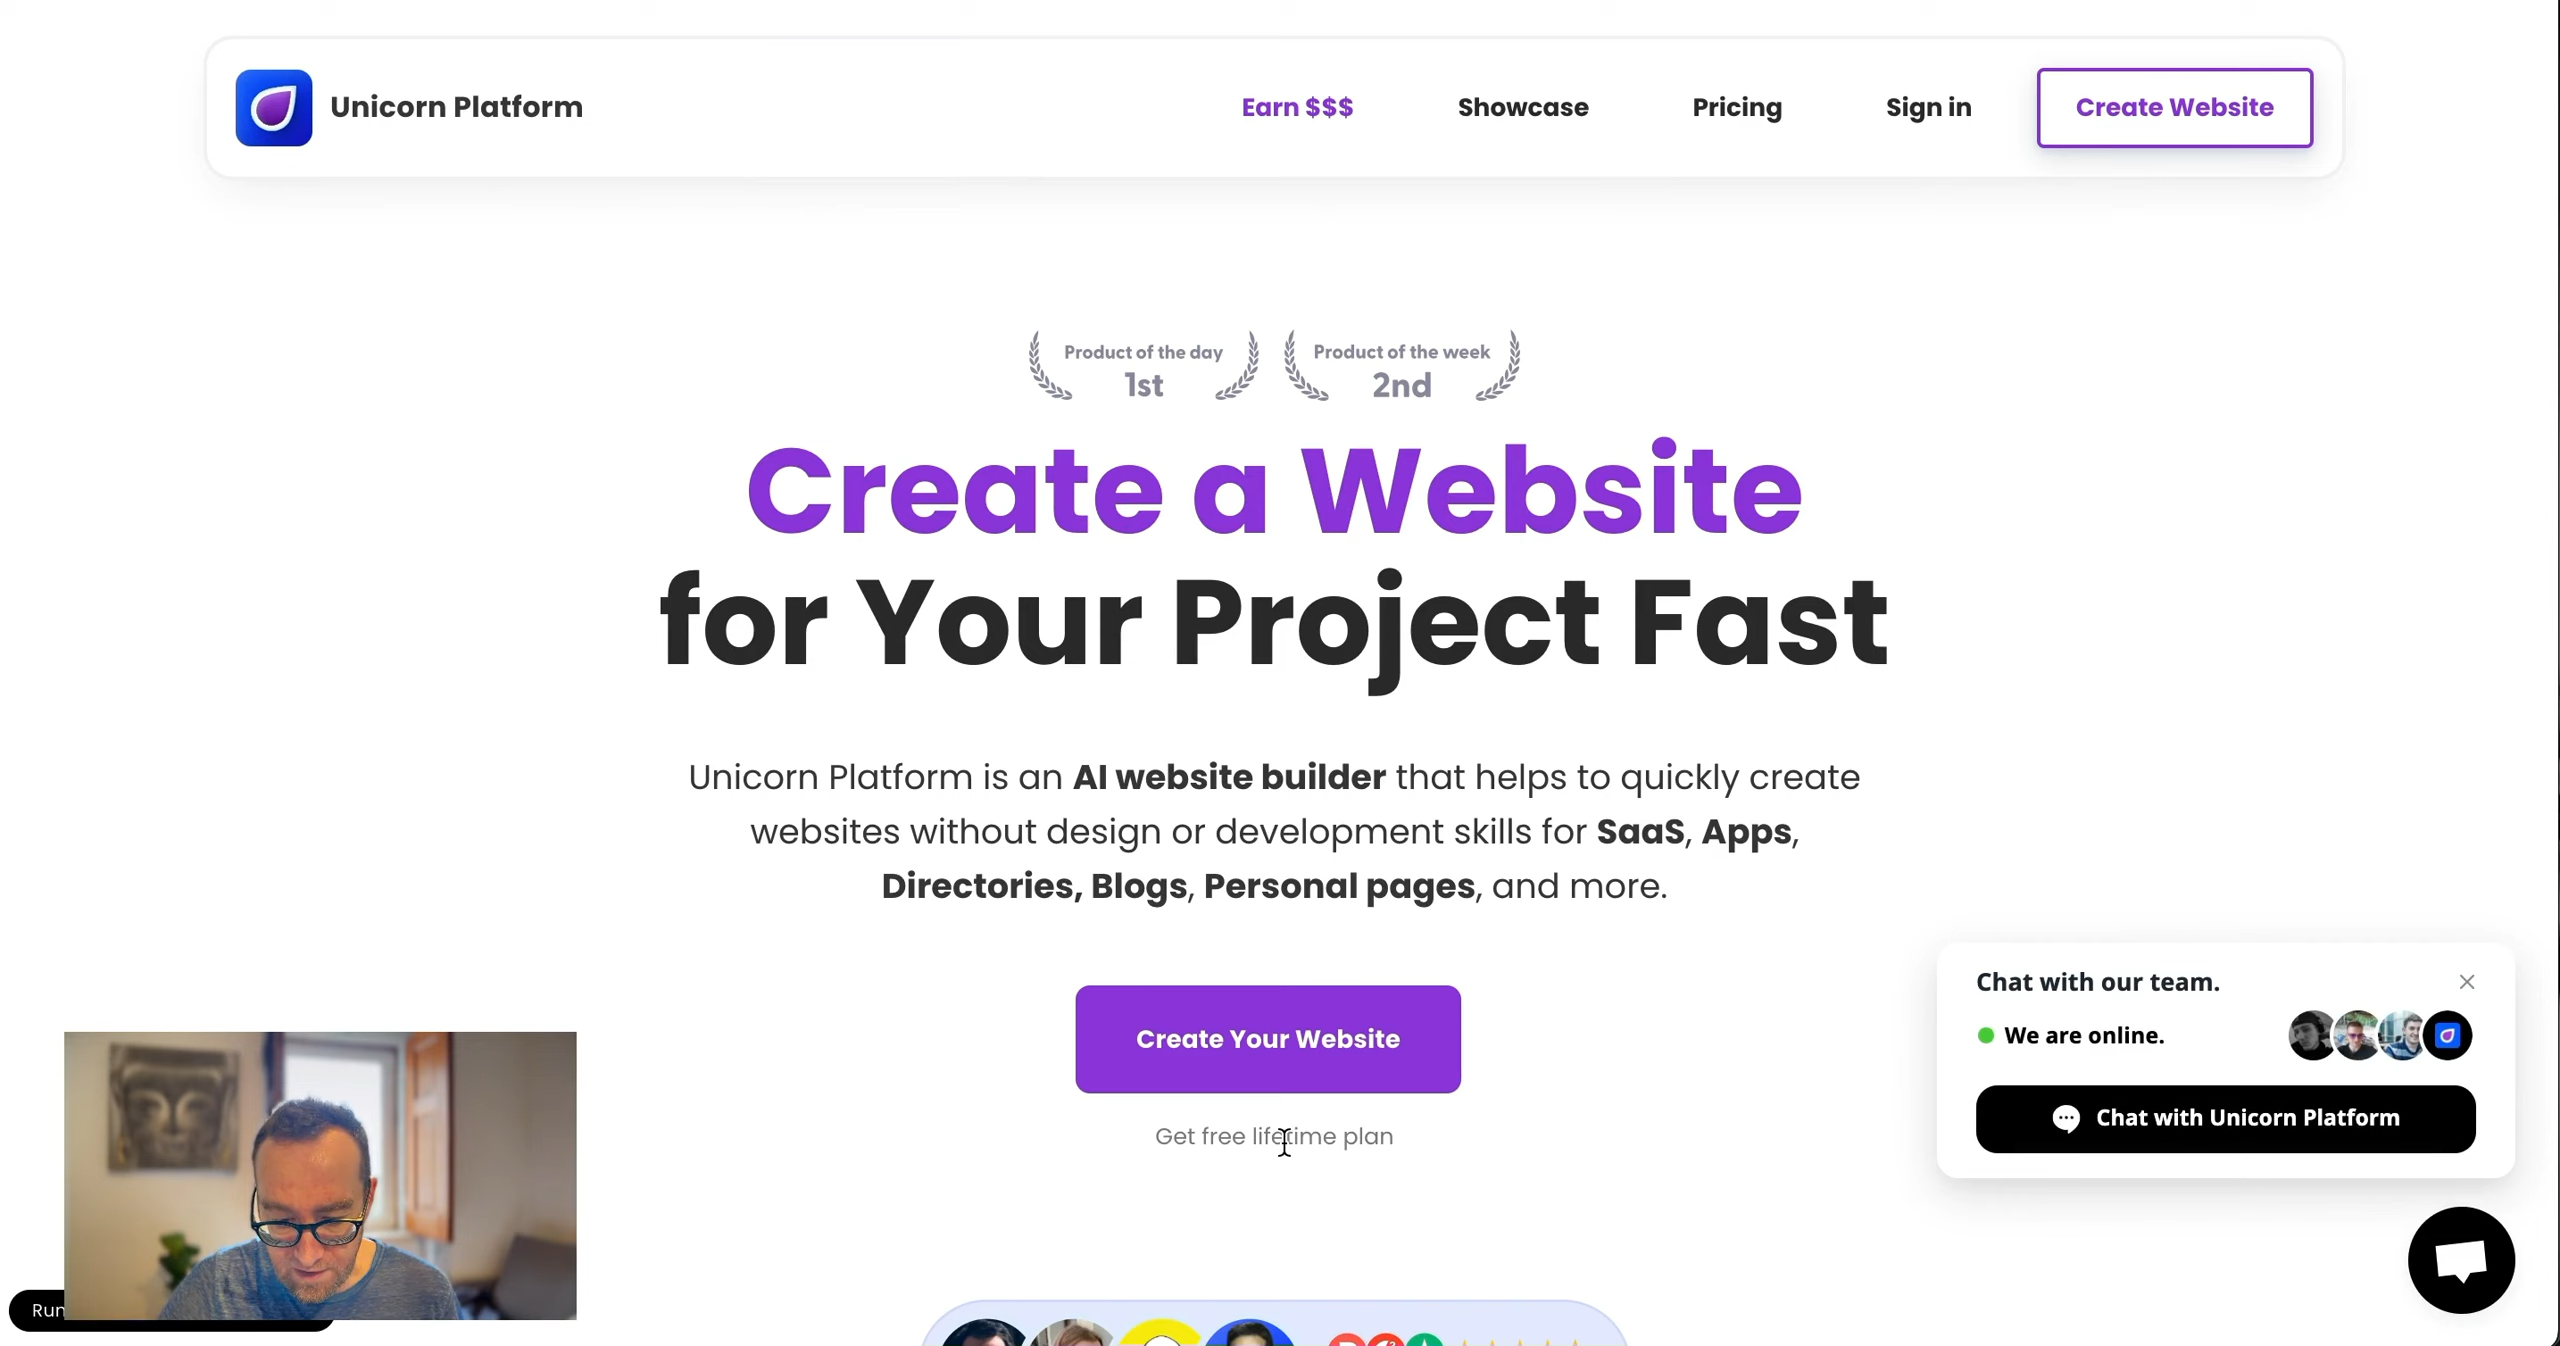 Unicorn Platform
Earn $$$
Showcase
Pricing
Sign in
Create Website
Product of the day
1st
Product of the week
2nd
Create a Website
for Your Project Fast
Unicorn Platform is an AI website builder that helps to quickly create
websites without design or development skills for SaaS, Apps,
Directories, Blogs, Personal pages, and more.
Create Your Website
Get free lifetime plan
Chat with our team.
We are online.
Chat with Unicorn Platform